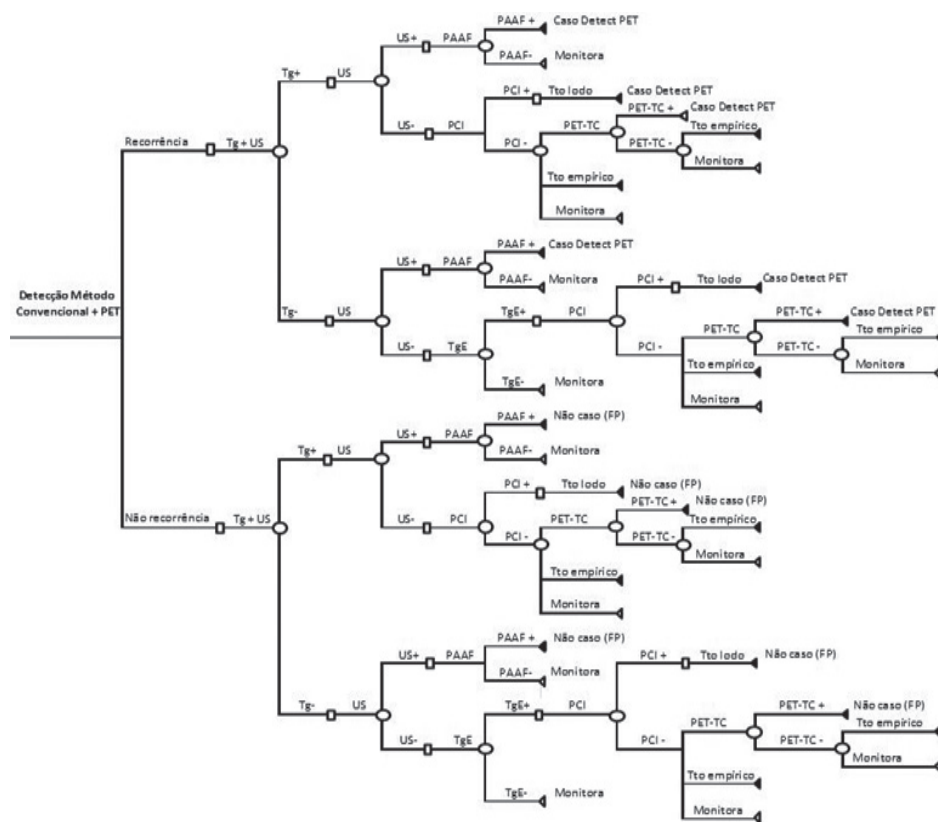 PAAF + Caso Detect PET
US+ PAAF
PAAF- Monitora
Tg+ US
PCI + Tto Iodo Caso Detect PET
PET-TC + Caso Detect PET
US- PCI
PET-TC Tto empírico
PCI - PET-TC -
Recorrência Tg + US
Monitora
Tto empírico
Monitora
PAAF + Caso Detect PET
US+ PAAF
PAAF- Monitora
PCI + Tto Iodo Caso Detect PET
Detecção Método
Convencional + PET
Tg- US
TgE+ PCI
PET-TC + Caso Detect PET
PET-TC Tto empírico
US- TgE
PCI - PET-TC -
Tto empírico Monitora
TgE- Monitora
Monitora
PAAF + Não caso (FP)
US+ PAAF
Tg+ US
PAAF- Monitora
PCI + Tto Iodo Não caso (FP)
PET-TC + Não caso (FP)
Não recorrência Tg + US
US- PCI
PET-TC Tto empírico
PCI - PET-TC -
Monitora
Tto empírico
Monitora
PAAF + Não caso (FP)
US+ PAAF
PCI + Tto Iodo Não caso (FP)
PAAF- Monitora
Tg- US
TgE+ PCI
PET-TC + Não caso (FP)
PET-TC Tto empírico
US- TgE
PCI - PET-TC -
Monitora
Tto empírico
TgE- Monitora
Monitora